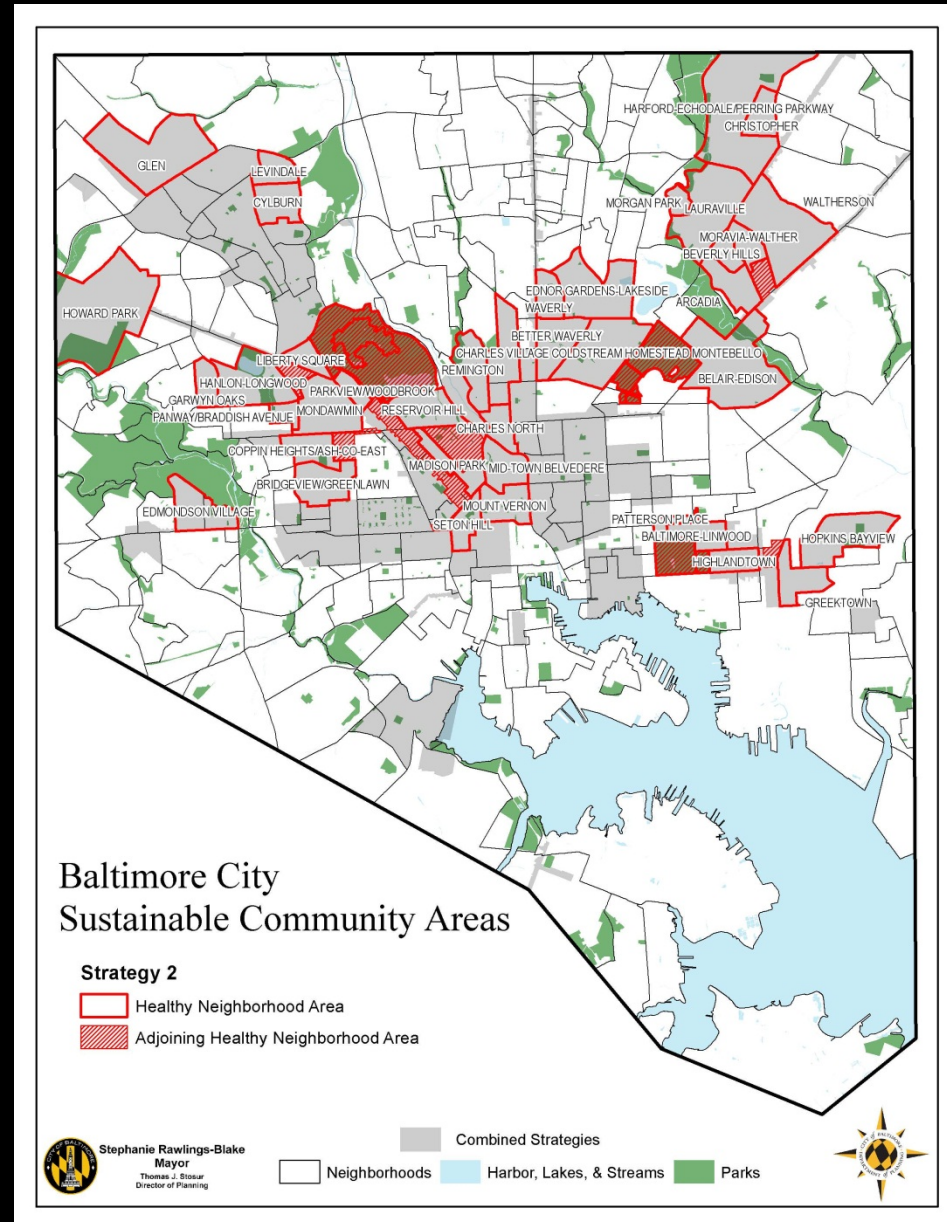 HARFORD-ECHODALE/PERRING PARKWAY
CHRISTOPHER
GLEN
LEVINDALE
CYLBURN
MORGAN PARK
LAURAVILLE
WALTHERSON
MORAVIA-WALTHER
BEVERLY HILLS
EDNOR GARDENS-LAKESIDE
ARCADIA
HOWARD PARK
WAVERLY
BETTER WAVERLY
LIBERTY SQUARE
CHARLES VILLAGE COLDSTREAM HOMESTEAD MONTEBELLO
REMINGTON
HANLON-LONGWOOD
PARKVIEW/WOODBROOK
BELAIR-EDISON
GARWYN OAKS
PANWAY/BRADDISH AVENUE
MONDAWMIN
RESERVOIR HILL
CHARLES NORTH
COPPIN HEIGHTS/ASH-CO-EAST
MADISON PARK
MID-TOWN BELVEDERE
BRIDGEVIEW/GREENLAWN
MOUNT VERNON
EDMONDSON VILLAGE
SETON HILL
PATTERSON PLACE
BALTIMORE-LINWOOD
HOPKINS BAYVIEW
HIGHLANDTOWN
GREEKTOWN
Baltimore City
Sustainable Community Areas
Strategy 2
Healthy Neighborhood Area
Adjoining Healthy Neighborhood Area
Combined Strategies
Neighborhoods
Harbor, Lakes, & Streams
Parks
Stephanie Rawlings-Blake
Mayor
Thomas J. Stosur
Director of Planning
CITY OF BALTIMORE